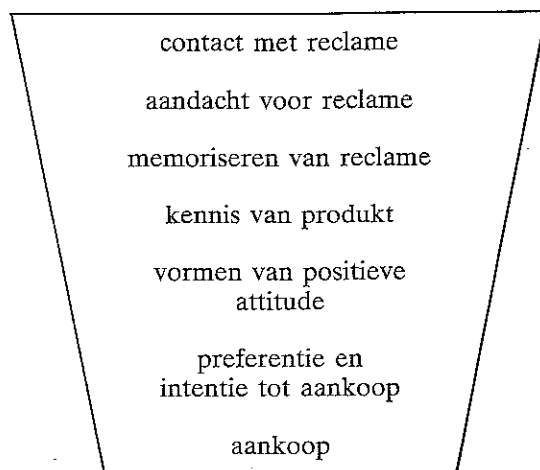 contact met reclame
aandacht voor reclame
memoriseren van reclame
kennis van produkt
vormen van positieve
attitude
preferentie en
intentie tot aankoop
aankoop